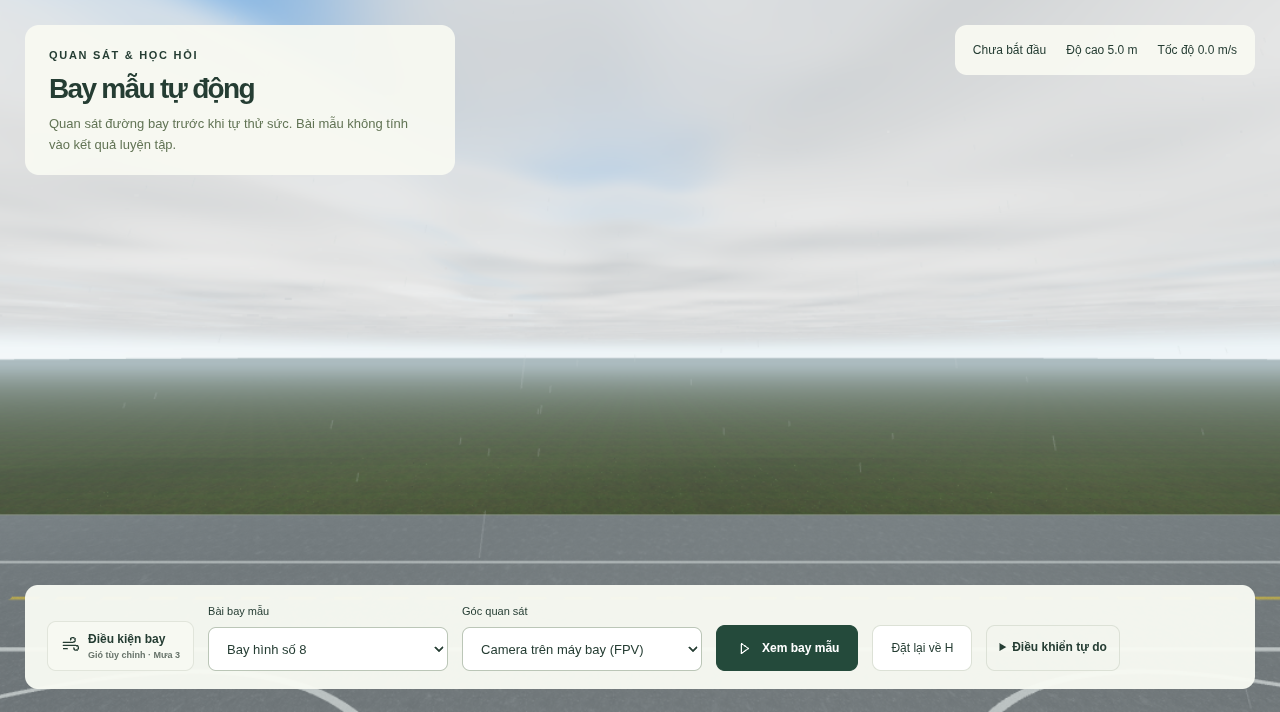 QUAN SÁT & HỌC HỎI
Bay mẫu tự động
Quan sát đường bay trước khi tự thử sức. Bài mẫu không tính
vào kết quả luyện tập.
Chưa bắt đầu Độ cao 5.0 m Tốc độ 0.0 m/s
Điều kiện bay
Gió tùy chỉnh · Mưa 3
Bài bay mẫu
Bay hình số 8
Góc quan sát
Camera trên máy bay (FPV)
Xem bay mẫu
Đặt lại về H
Điều khiển tự do